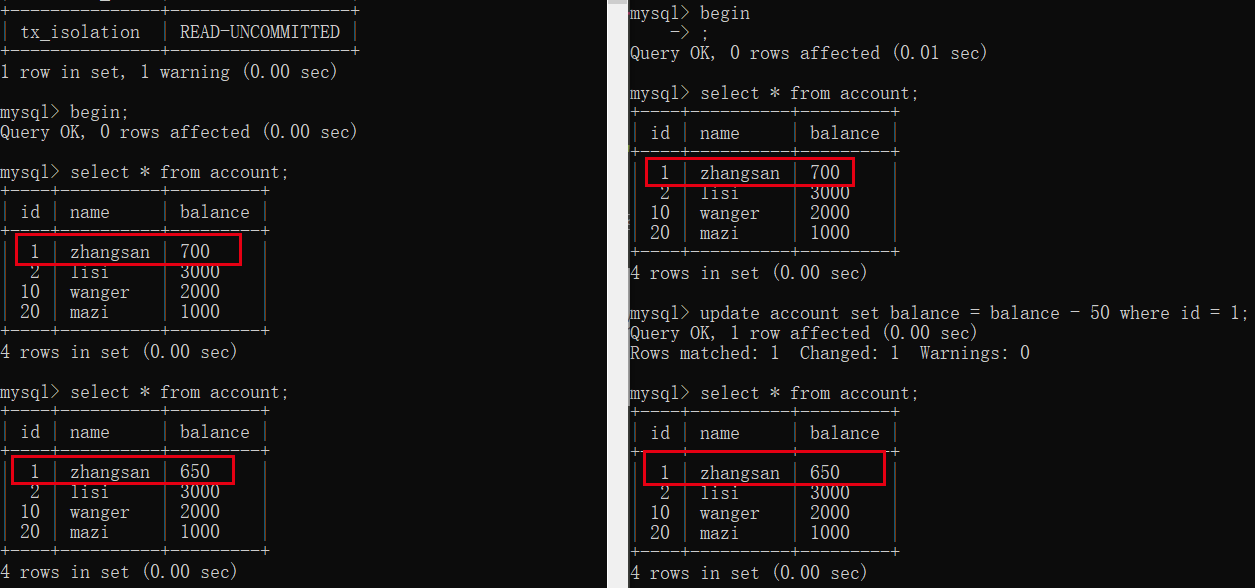 +----------------+------------------+
| tx_isolation   | READ-UNCOMMITTED |
+----------------+------------------+
1 row in set, 1 warning (0.00 sec)
mysql> begin;
Query OK, 0 rows affected (0.00 sec)
mysql> select * from account;
+----+----------+---------+
| id | name     | balance |
+----+----------+---------+
|  1 | zhangsan | 700
|  2 | lisi     | 3000    |
| 10 | wanger   | 2000    |
| 20 | mazi     | 1000    |
+----+----------+---------+
4 rows in set (0.00 sec)
mysql> select * from account;
+----+----------+---------+
| id | name     | balance |
+----+----------+---------+
|  1 | zhangsan | 650     |
|  2 | lisi     | 3000    |
| 10 | wanger   | 2000    |
| 20 | mazi     | 1000    |
+----+----------+---------+
4 rows in set (0.00 sec)
mysql> begin
    -> ;
Query OK, 0 rows affected (0.01 sec)
mysql> select * from account;
+----+----------+---------+
| id | name     | balance |
+----+----------+---------+
|  1 | zhangsan | 700     |
|  2 | lisi     | 3000    |
| 10 | wanger   | 2000    |
| 20 | mazi     | 1000    |
+----+----------+---------+
4 rows in set (0.00 sec)
mysql> update account set balance = balance - 50 where id = 1;
Query OK, 1 row affected (0.00 sec)
Rows matched: 1  Changed: 1  Warnings: 0
mysql> select * from account;
+----+----------+---------+
| id | name     | balance |
+----+----------+---------+
|  1 | zhangsan | 650     |
|  2 | lisi     | 3000    |
| 10 | wanger   | 2000    |
| 20 | mazi     | 1000    |
+----+----------+---------+
4 rows in set (0.00 sec)